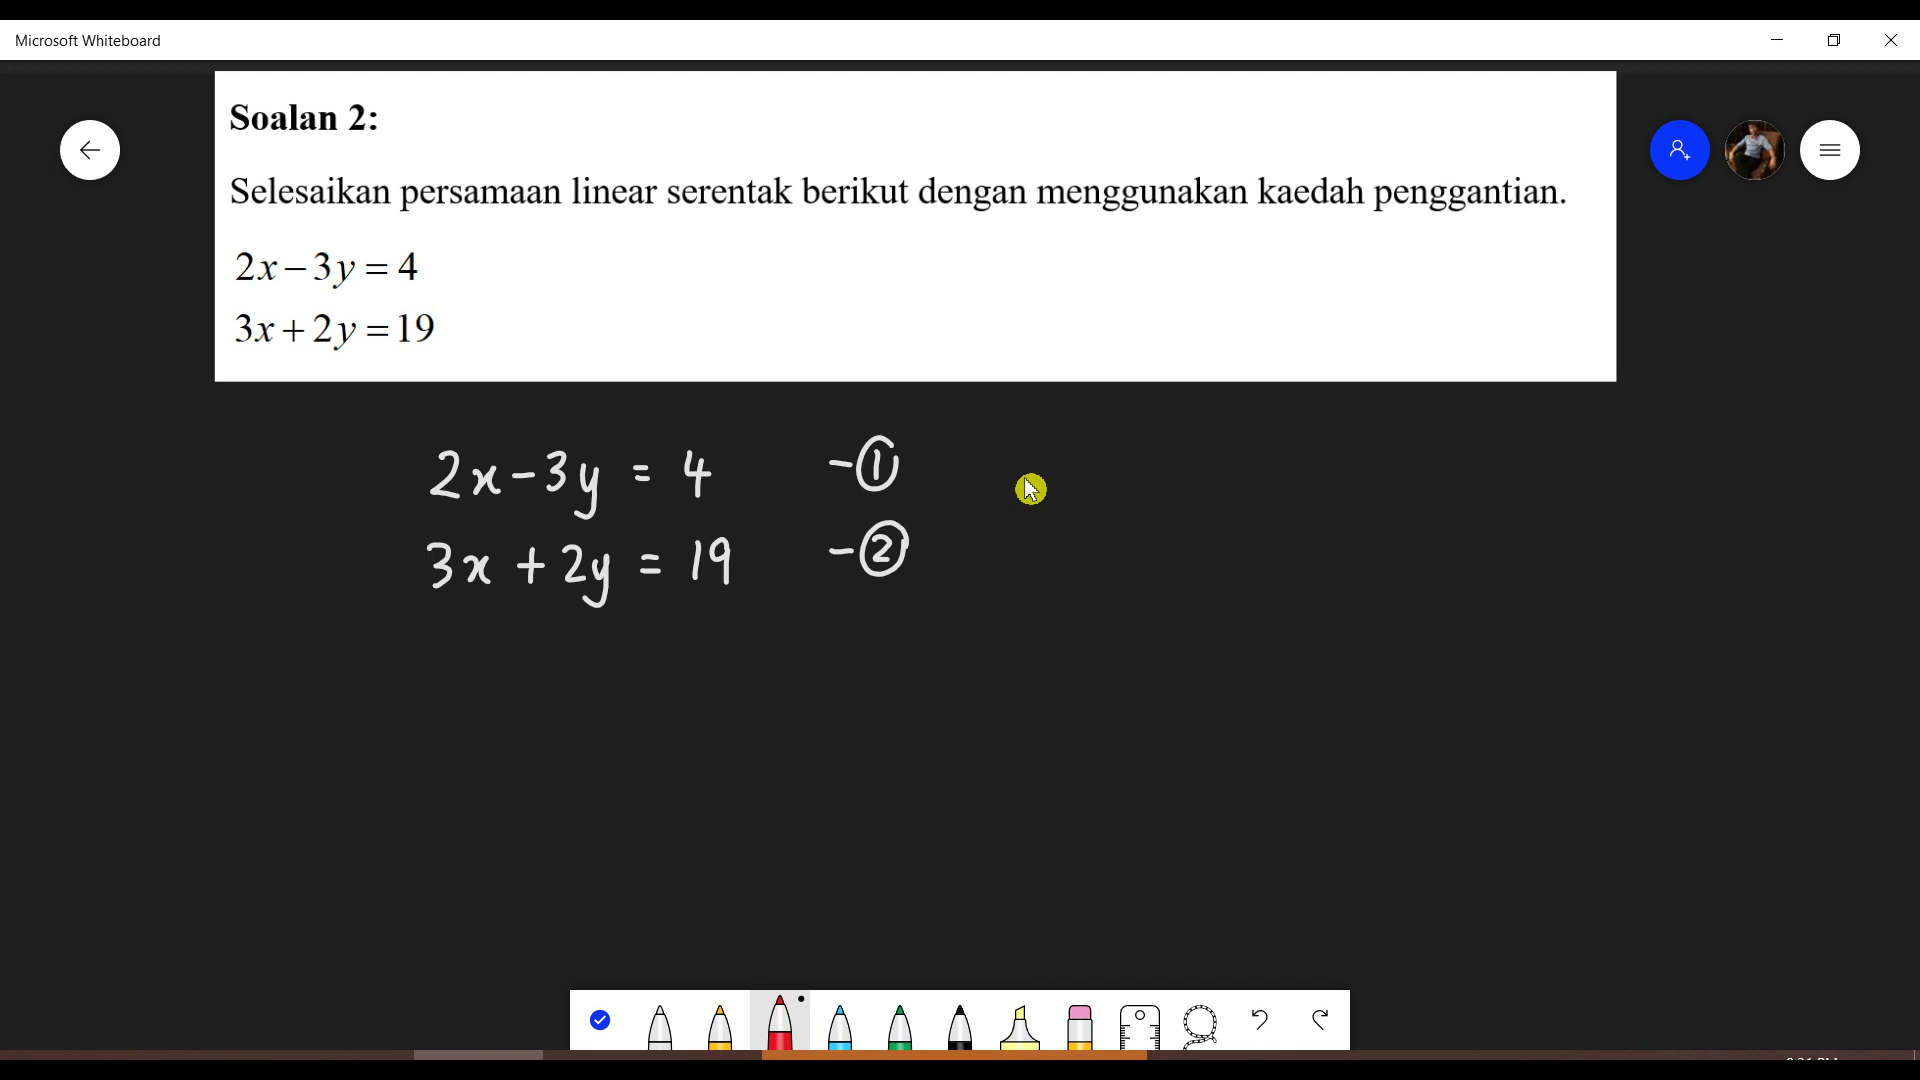 Microsoft Whiteboard
Soalan 2:
Selesaikan persamaan linear serentak berikut dengan menggunakan kaedah penggantian.
2x−3y=4
3x+2y=19
2x-3y = 4 -①
3x + 2y = 19 -②